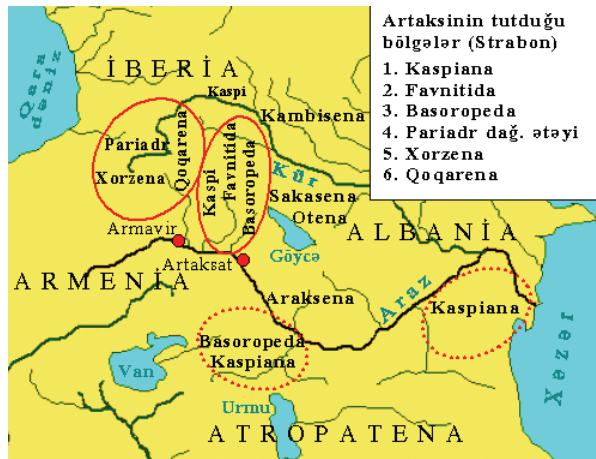 Artaksinin tutduğu
bölgələr (Strabon)
1. Kaspiana
2. Favnitida
3. Basoropeda
4. Pariadr dağ. ətəyi
5. Xorzena
6. Qoqarena
Qara
dəniz
İBERİA
Kaspi
Kambisena
Pariadr
Xorzena
Qoqarena
Kaspi
Favnitida
Basoropeda
Kür
Sakasena
Otena
Armavir
Artaksat
Göyçə
ALBANİA
ARMENİA
Araksena
Araz
Kaspiana
Xəzər
Basoropeda
Kaspiana
Van
Urmu
ATROPATENA